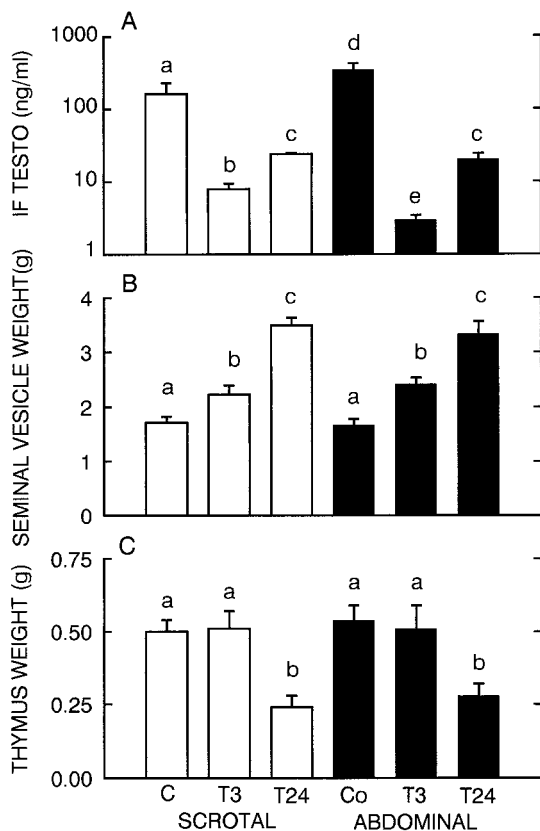 A
IF TESTO (ng/ml)
1000
100
10
1
a
b
c
d
e
c
B
SEMINAL VESICLE WEIGHT(g)
4
3
2
1
0
a
b
c
a
b
c
C
THYMUS WEIGHT (g)
0.75
0.50
0.25
0.00
a
a
b
a
a
b
C T3 T24 Co T3 T24
SCROTAL ABDOMINAL